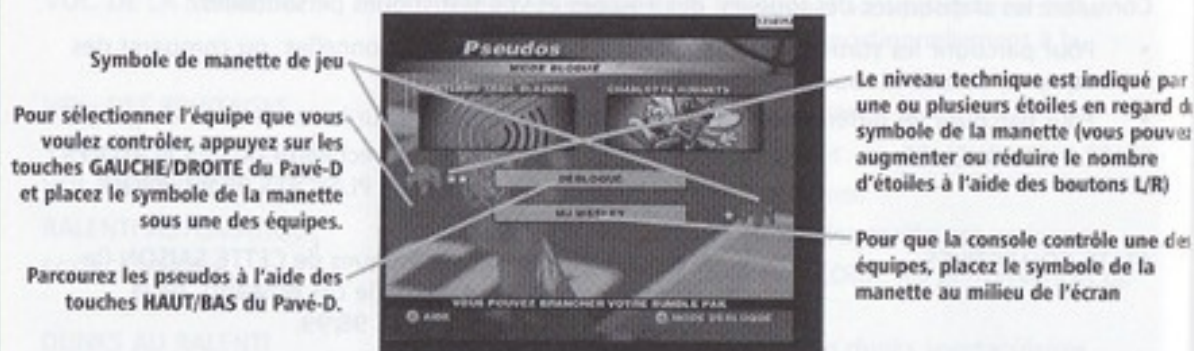 Symbole de manette de jeu
Pour sélectionner l'équipe que vous
voulez contrôler, appuyez sur les
touches GAUCHE/DROITE du Pavé-D
et placez le symbole de la manette
sous une des équipes.
Parcourez les pseudos à l'aide des
touches HAUT/BAS du Pavé-D.
Pseudos
MODE BLOQUÉ
TRAIL BLAZERS
CHARLOTTE HORNETS
DÉBLOQUÉ
VOUS POUVEZ BRANCHER VOTRE RUMBLE PAK
AIDE
MODE DÉBLOQUÉ
Le niveau technique est indiqué par
une ou plusieurs étoiles en regard d
symbole de la manette (vous pouvez
augmenter ou réduire le nombre
d'étoiles à l'aide des boutons L/R)
Pour que la console contrôle une des
équipes, placez le symbole de la
manette au milieu de l'écran